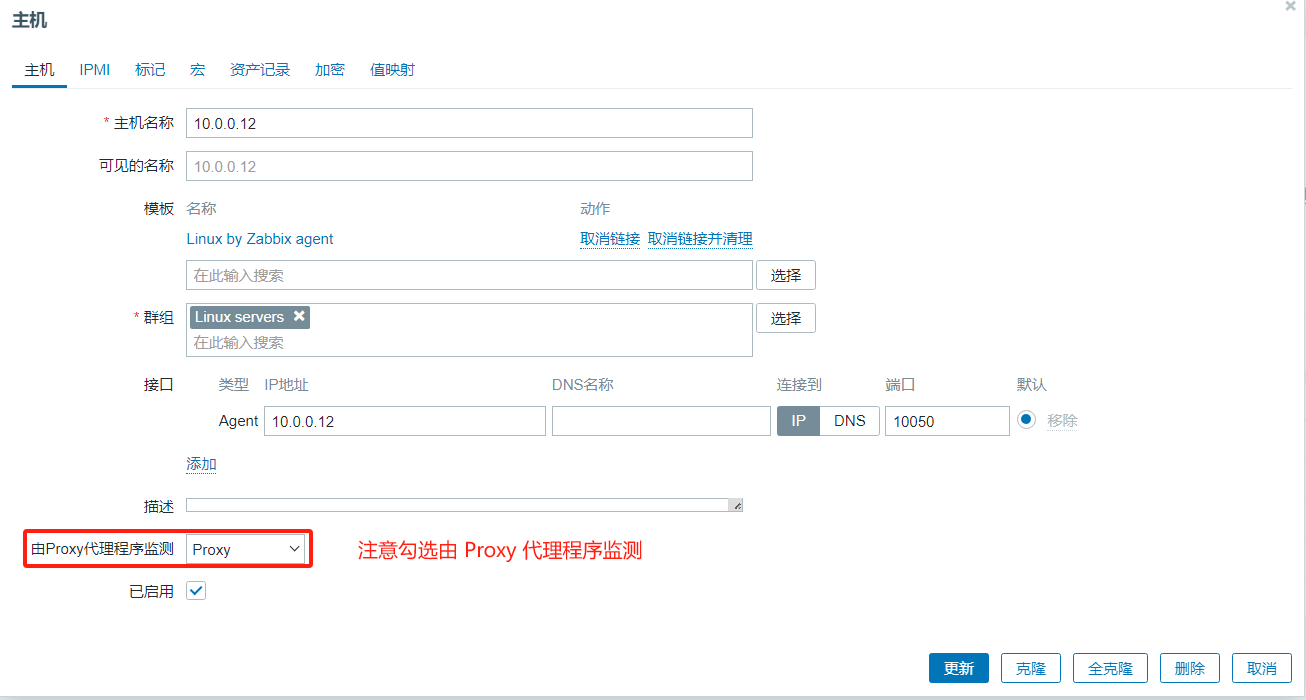 主机
主机 IPMI 标记 宏 资产记录 加密 值映射
* 主机名称 10.0.0.12
可见的名称 10.0.0.12
模板 名称 动作
Linux by Zabbix agent 取消链接 取消链接并清理
在此输入搜索 选择
* 群组 Linux servers 选择
在此输入搜索
接口 类型 IP地址 DNS名称 连接到 端口 默认
Agent 10.0.0.12 IP DNS 10050 移除
添加
描述
由Proxy代理程序监测 Proxy 注意勾选由 Proxy 代理程序监测
已启用
更新 克隆 全克隆 删除 取消